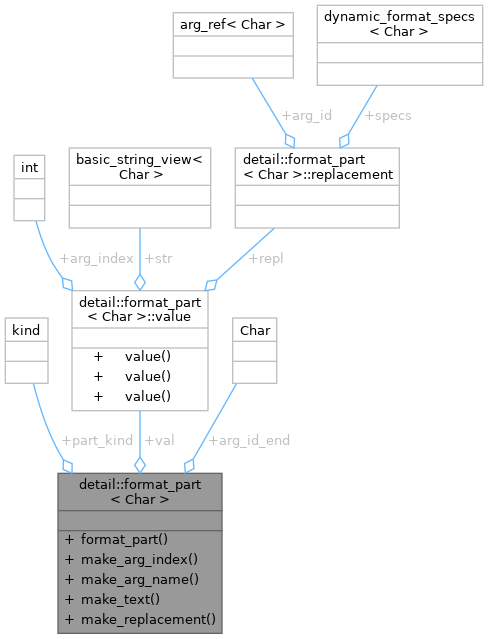 arg_ref< Char >
dynamic_format_specs
< Char >
+arg_id
+specs
int
basic_string_view<
Char >
detail::format_part
< Char >::replacement
+arg_index
+str
+repl
detail::format_part
< Char >::value
+ value()
+ value()
+ value()
kind
Char
+part_kind
+val
+arg_id_end
detail::format_part
< Char >
+ format_part()
+ make_arg_index()
+ make_arg_name()
+ make_text()
+ make_replacement()